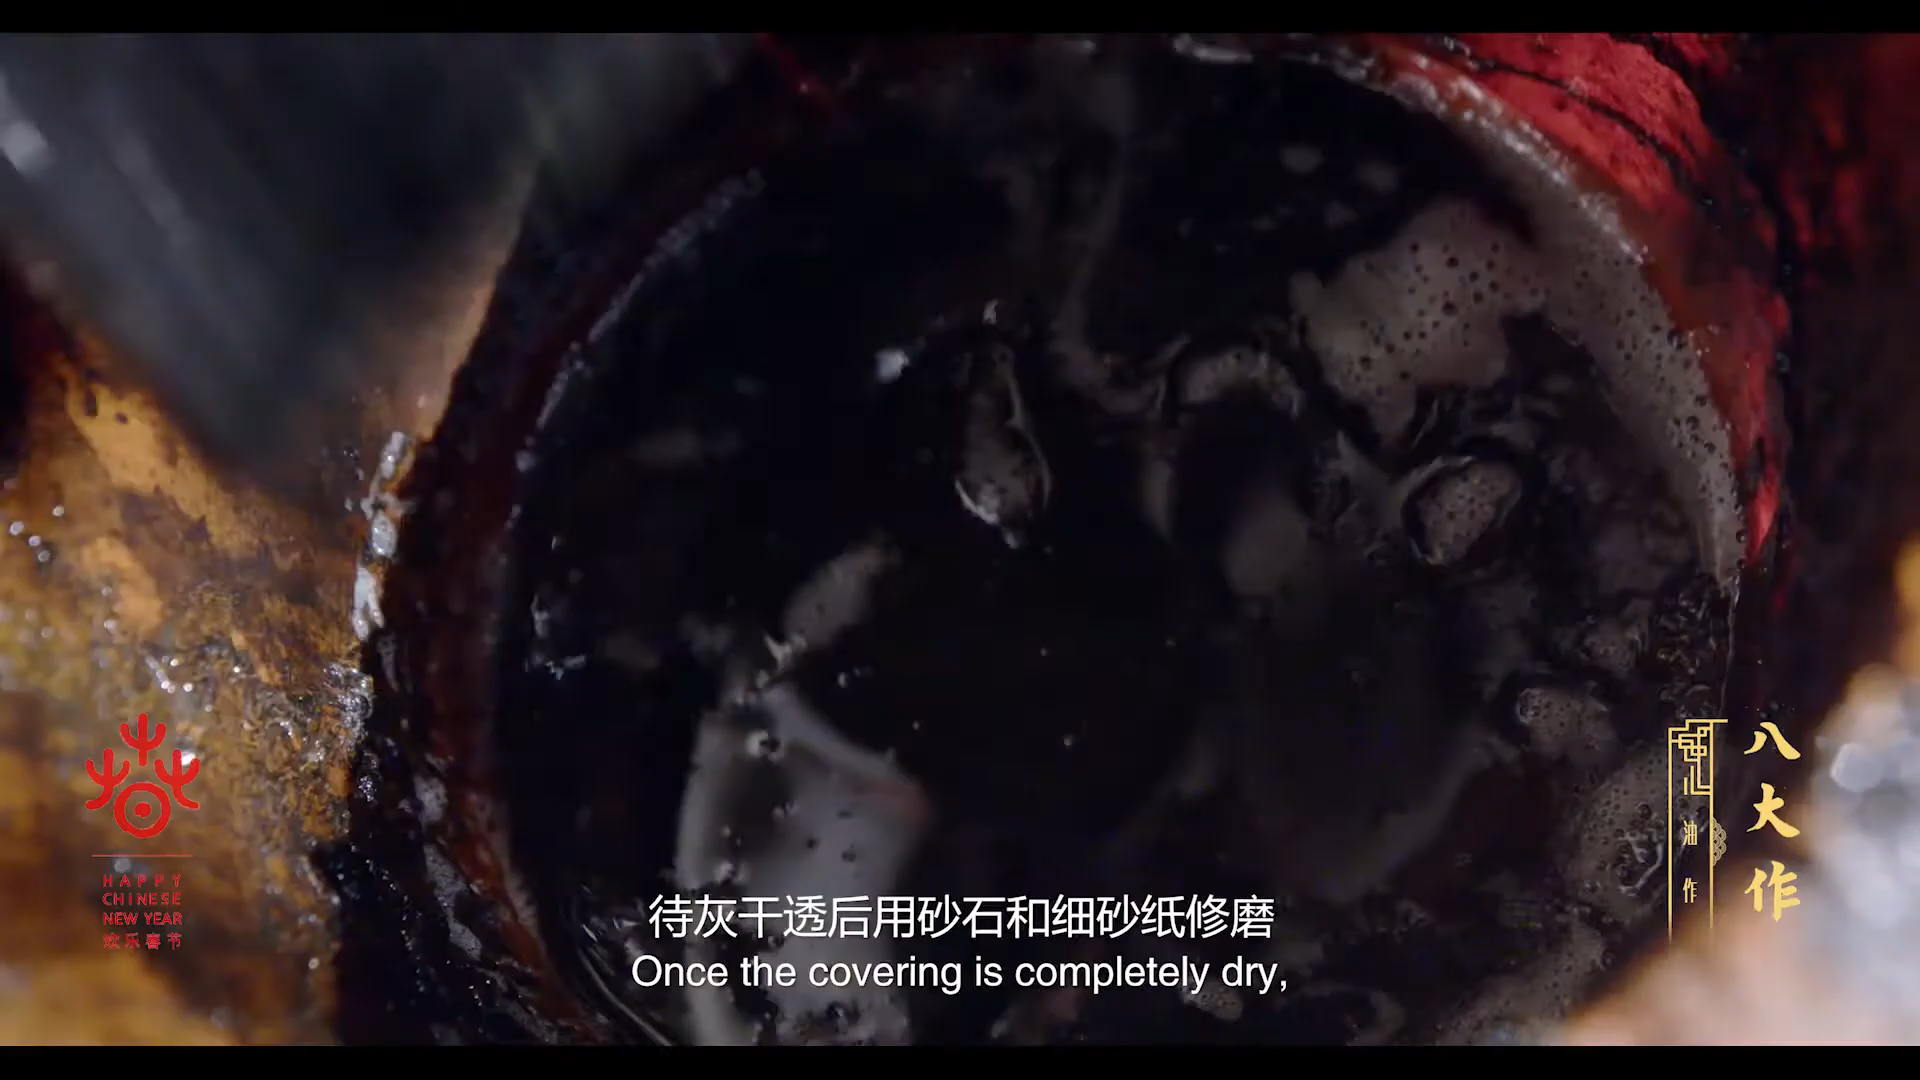 HAPPY
CHINESE
NEW YEAR
欢乐春节
油作
八大作
待灰干透后用砂石和细砂纸修磨
Once the covering is completely dry,